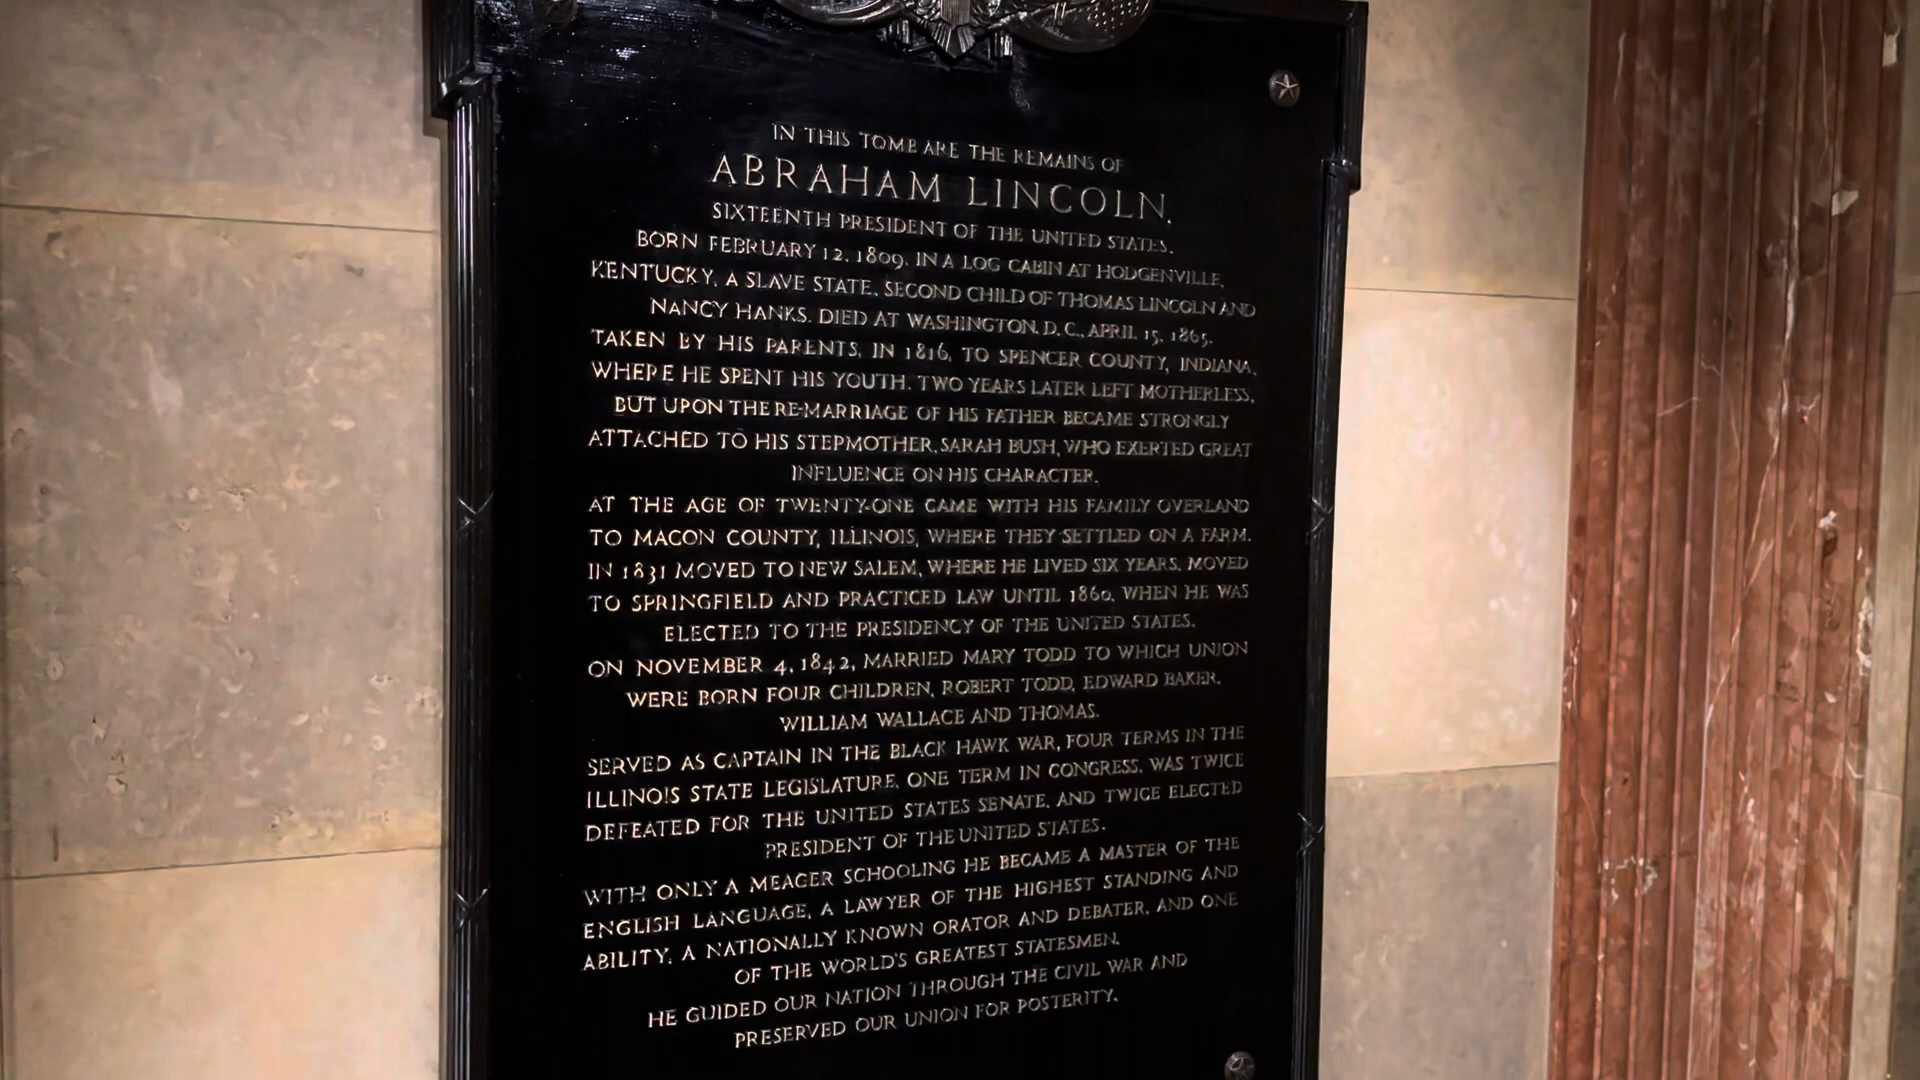 IN THIS TOMB ARE THE REMAINS OF
ABRAHAM LINCOLN,
SIXTEENTH PRESIDENT OF THE UNITED STATES.
BORN FEBRUARY 12, 1809, IN A LOG CABIN AT HODGENVILLE,
KENTUCKY, A SLAVE STATE, SECOND CHILD OF THOMAS LINCOLN AND
NANCY HANKS. DIED AT WASHINGTON, D.C., APRIL 15, 1865.
TAKEN BY HIS PARENTS, IN 1816, TO SPENCER COUNTY, INDIANA,
WHERE HE SPENT HIS YOUTH. TWO YEARS LATER LEFT MOTHERLESS,
BUT UPON THE RE-MARRIAGE OF HIS FATHER BECAME STRONGLY
ATTACHED TO HIS STEPMOTHER, SARAH BUSH, WHO EXERTED GREAT
INFLUENCE ON HIS CHARACTER.
AT THE AGE OF TWENTY-ONE CAME WITH HIS FAMILY OVERLAND
TO MACON COUNTY, ILLINOIS, WHERE THEY SETTLED ON A FARM.
IN 1831 MOVED TO NEW SALEM, WHERE HE LIVED SIX YEARS. MOVED
TO SPRINGFIELD AND PRACTICED LAW UNTIL 1860, WHEN HE WAS
ELECTED TO THE PRESIDENCY OF THE UNITED STATES.
ON NOVEMBER 4, 1842, MARRIED MARY TODD TO WHICH UNION
WERE BORN FOUR CHILDREN, ROBERT TODD, EDWARD BAKER,
WILLIAM WALLACE AND THOMAS.
SERVED AS CAPTAIN IN THE BLACK HAWK WAR, FOUR TERMS IN THE
ILLINOIS STATE LEGISLATURE, ONE TERM IN CONGRESS, WAS TWICE
DEFEATED FOR THE UNITED STATES SENATE, AND TWICE ELECTED
PRESIDENT OF THE UNITED STATES.
WITH ONLY A MEAGER SCHOOLING HE BECAME A MASTER OF THE
ENGLISH LANGUAGE, A LAWYER OF THE HIGHEST STANDING AND
ABILITY, A NATIONALLY KNOWN ORATOR AND DEBATER, AND ONE
OF THE WORLD'S GREATEST STATESMEN.
HE GUIDED OUR NATION THROUGH THE CIVIL WAR AND
PRESERVED OUR UNION FOR POSTERITY.